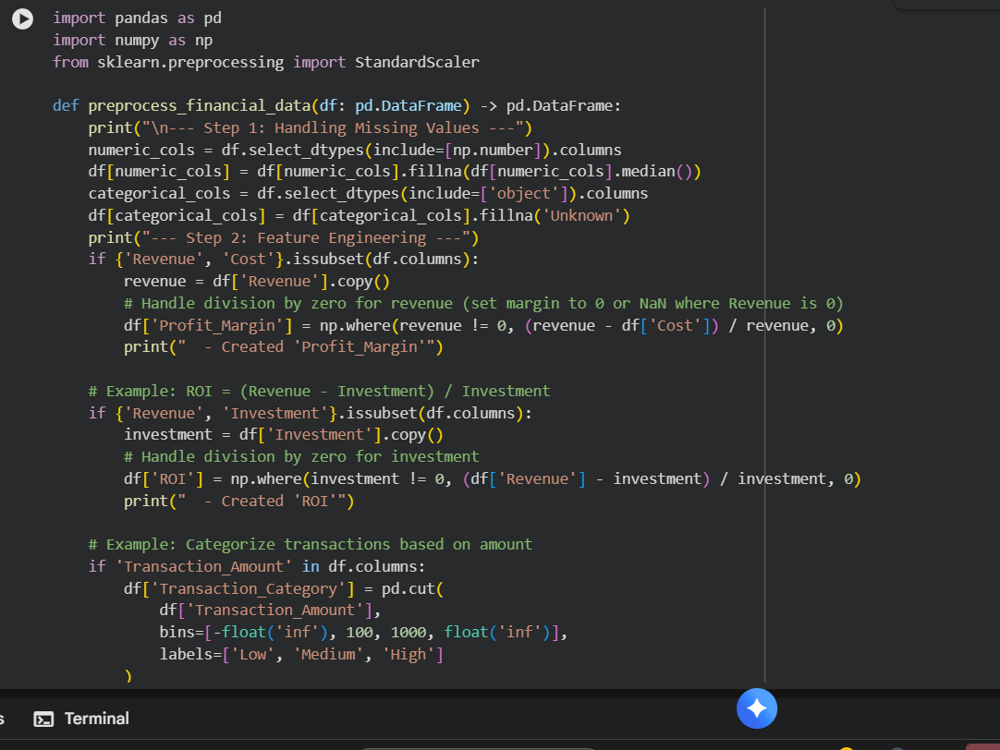 import pandas as pd
import numpy as np
from sklearn.preprocessing import StandardScaler

def preprocess_financial_data(df: pd.DataFrame) -> pd.DataFrame:
    print("\n--- Step 1: Handling Missing Values ---")
    numeric_cols = df.select_dtypes(include=[np.number]).columns
    df[numeric_cols] = df[numeric_cols].fillna(df[numeric_cols].median())
    categorical_cols = df.select_dtypes(include=['object']).columns
    df[categorical_cols] = df[categorical_cols].fillna('Unknown')
    print("--- Step 2: Feature Engineering ---")
    if {'Revenue', 'Cost'}.issubset(df.columns):
        revenue = df['Revenue'].copy()
        # Handle division by zero for revenue (set margin to 0 or NaN where Revenue is 0)
        df['Profit_Margin'] = np.where(revenue != 0, (revenue - df['Cost']) / revenue, 0)
        print("  - Created 'Profit_Margin'")

    # Example: ROI = (Revenue - Investment) / Investment
    if {'Revenue', 'Investment'}.issubset(df.columns):
        investment = df['Investment'].copy()
        # Handle division by zero for investment
        df['ROI'] = np.where(investment != 0, (df['Revenue'] - investment) / investment, 0)
        print("  - Created 'ROI'")

    # Example: Categorize transactions based on amount
    if 'Transaction_Amount' in df.columns:
        df['Transaction_Category'] = pd.cut(
            df['Transaction_Amount'],
            bins=[-float('inf'), 100, 1000, float('inf')],
            labels=['Low', 'Medium', 'High']
        )
s Terminal